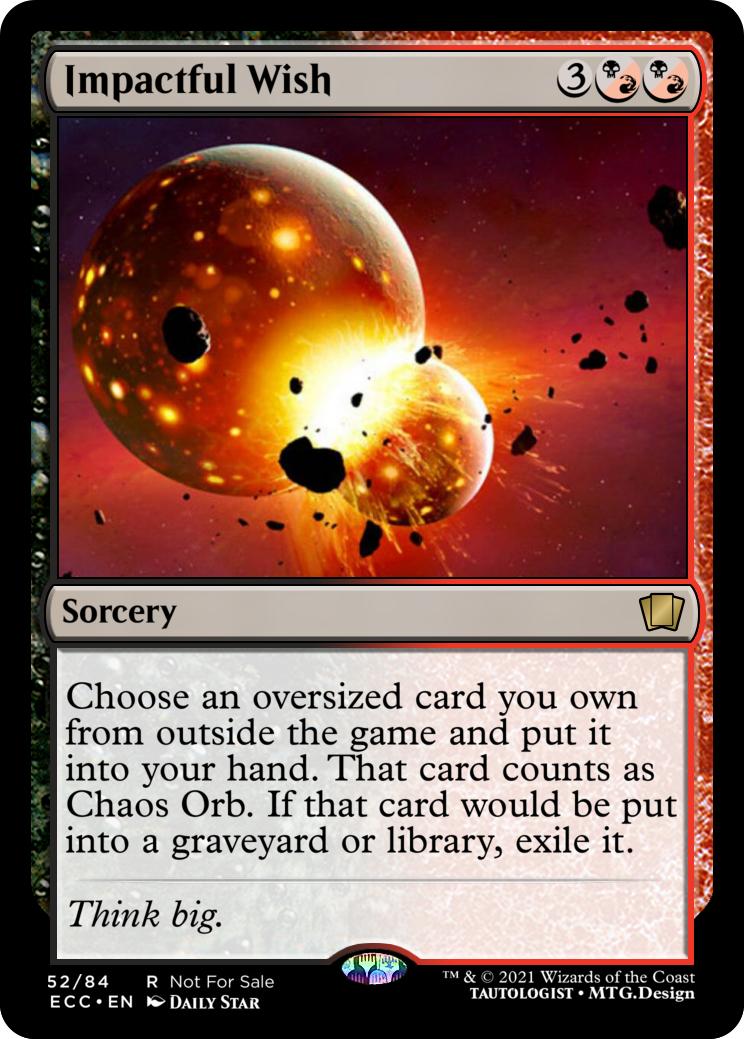 Impactful Wish 3
Sorcery
Choose an oversized card you own
from outside the game and put it
into your hand. That card counts as
Chaos Orb. If that card would be put
into a graveyard or library, exile it.
Think big.
52/84 R Not For Sale
ECC • EN DAILY STAR
™ & © 2021 Wizards of the Coast
TAUTOLOGIST • MTG.DESIGN